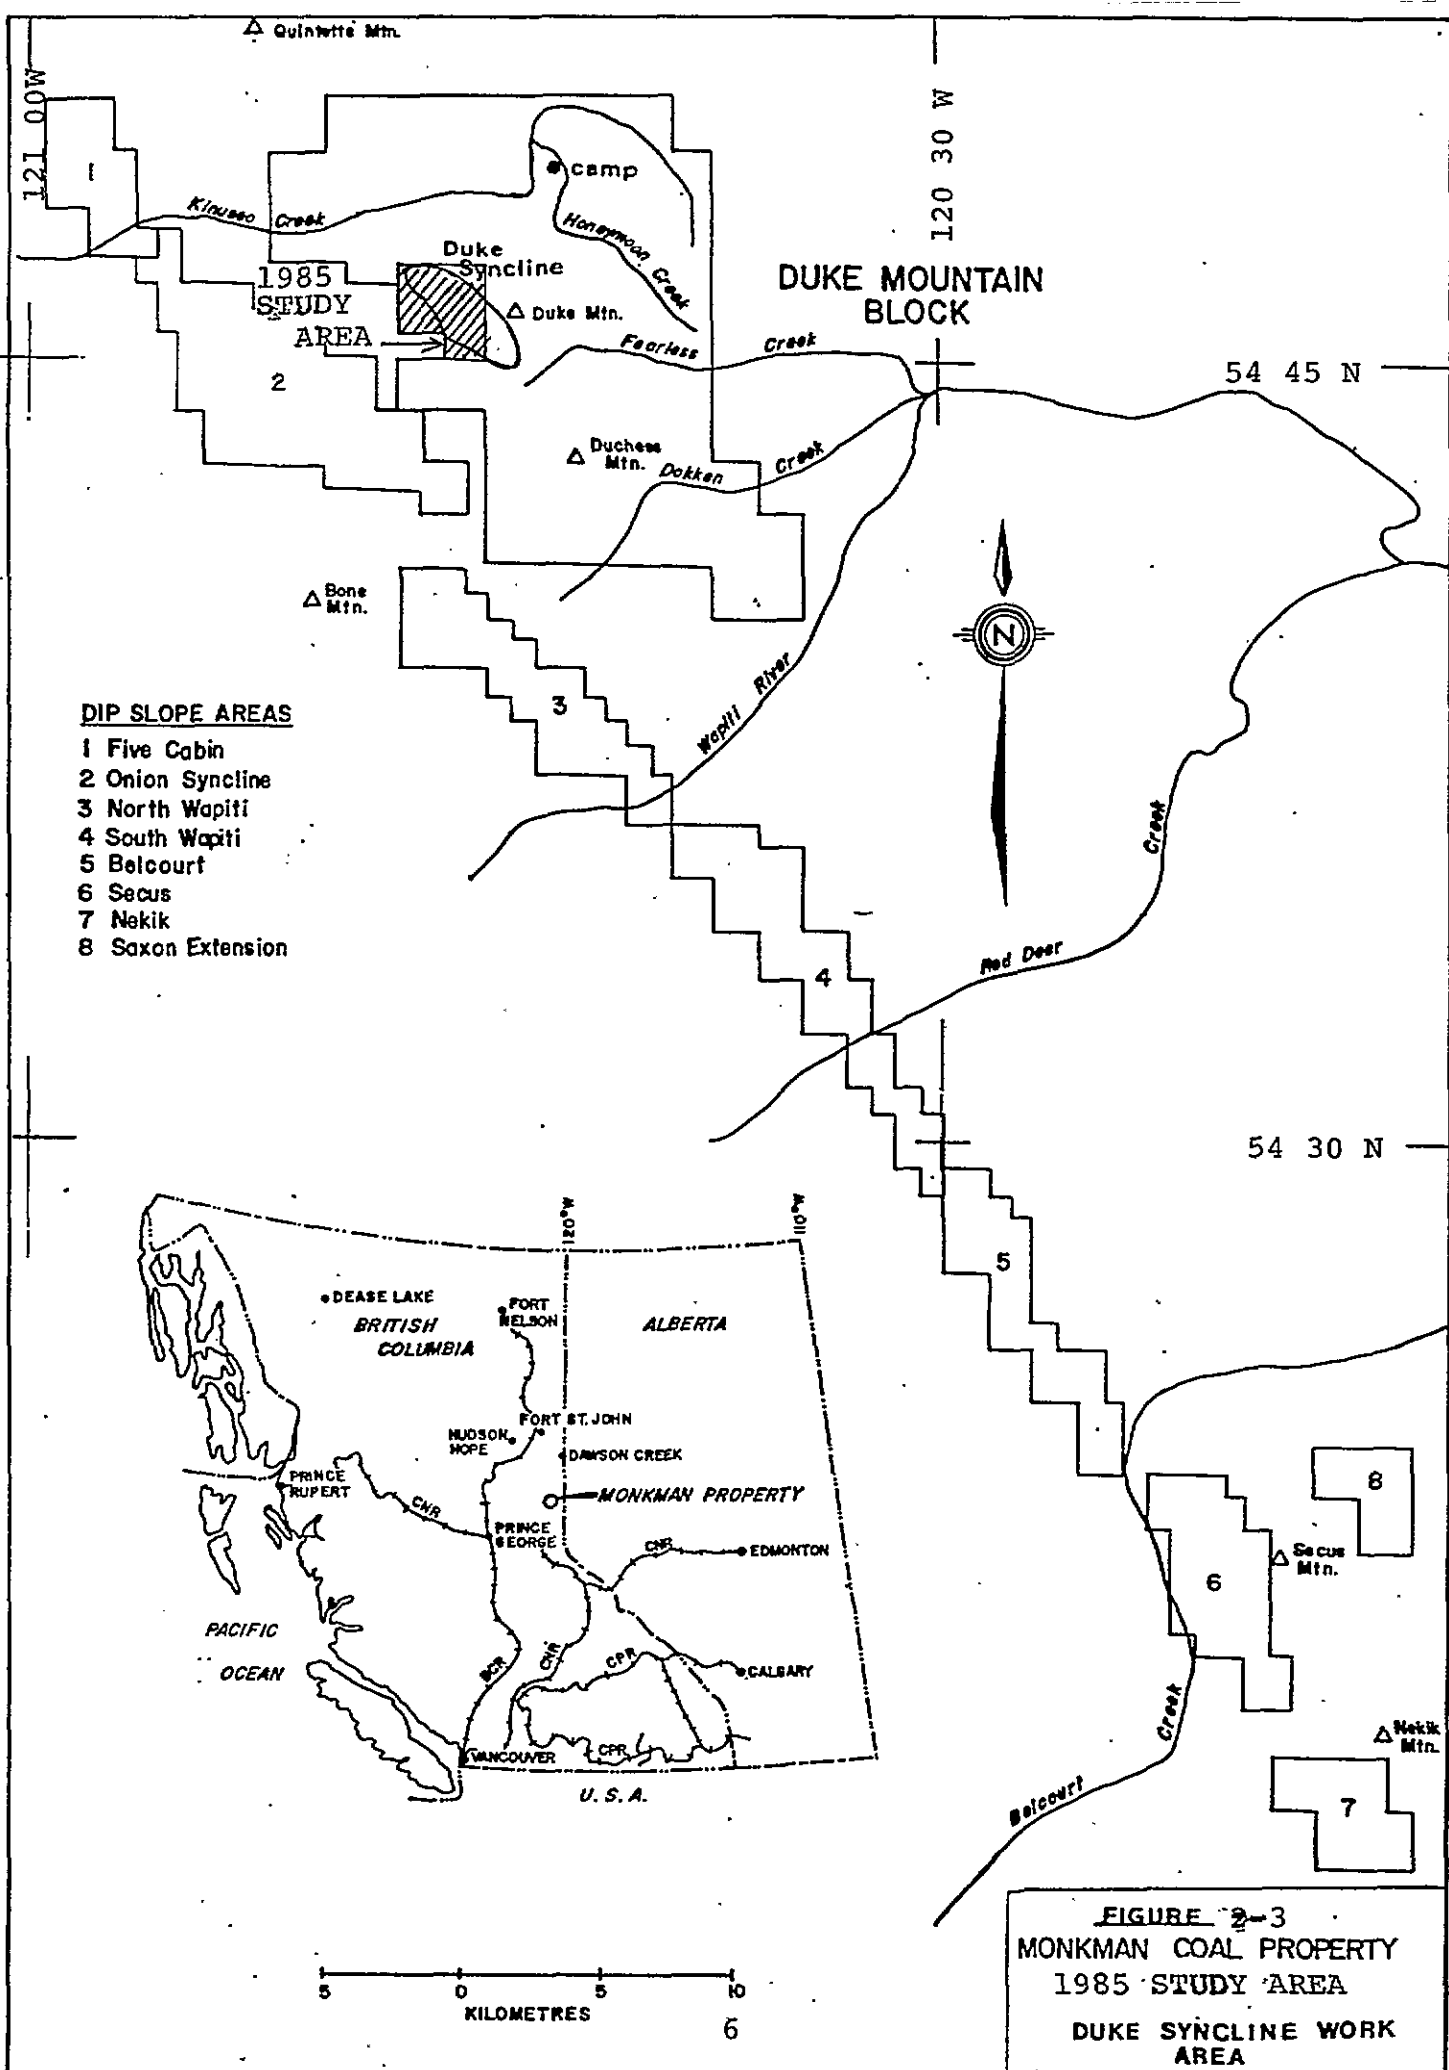 Quintette Mtn.
121 00W
120 30 W
1
camp
Kinuseo Creek
Honeymoon Creek
Duke
Syncline
1985
STUDY
AREA
Duke Mtn.
DUKE MOUNTAIN
BLOCK
Fearless Creek
54 45 N
2
Duchess
Mtn.
Dokken Creek
Bone
Mtn.
N
DIP SLOPE AREAS
1 Five Cabin
2 Onion Syncline
3 North Wapiti
4 South Wapiti
5 Belcourt
6 Secus
7 Nekik
8 Saxon Extension
3
Wapiti River
4
Red Deer Creek
54 30 N
5
120°W
110°W
DEASE LAKE
FORT
NELSON
BRITISH
COLUMBIA
ALBERTA
FORT ST. JOHN
HUDSON
HOPE
DAWSON CREEK
PRINCE
RUPERT
MONKMAN PROPERTY
CNR
PRINCE
GEORGE
CNR
EDMONTON
PACIFIC
OCEAN
BCR
CNR
CPR
CALGARY
VANCOUVER
CPR
U.S.A.
8
Secus
Mtn.
6
Nekik
Mtn.
7
Belcourt Creek
5 0 5 10
KILOMETRES
6
FIGURE 2-3
MONKMAN COAL PROPERTY
1985 STUDY AREA
DUKE SYNCLINE WORK
AREA